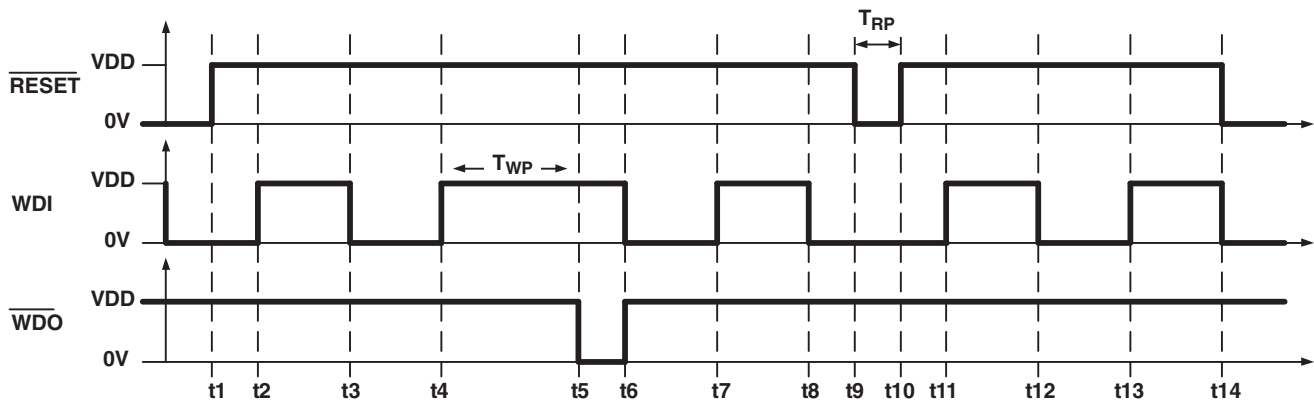 T_RP
VDD
RESET
0V
T_WP
VDD
WDI
0V
VDD
WDO
0V
t1 t2 t3 t4 t5 t6 t7 t8 t9 t10 t11 t12 t13 t14